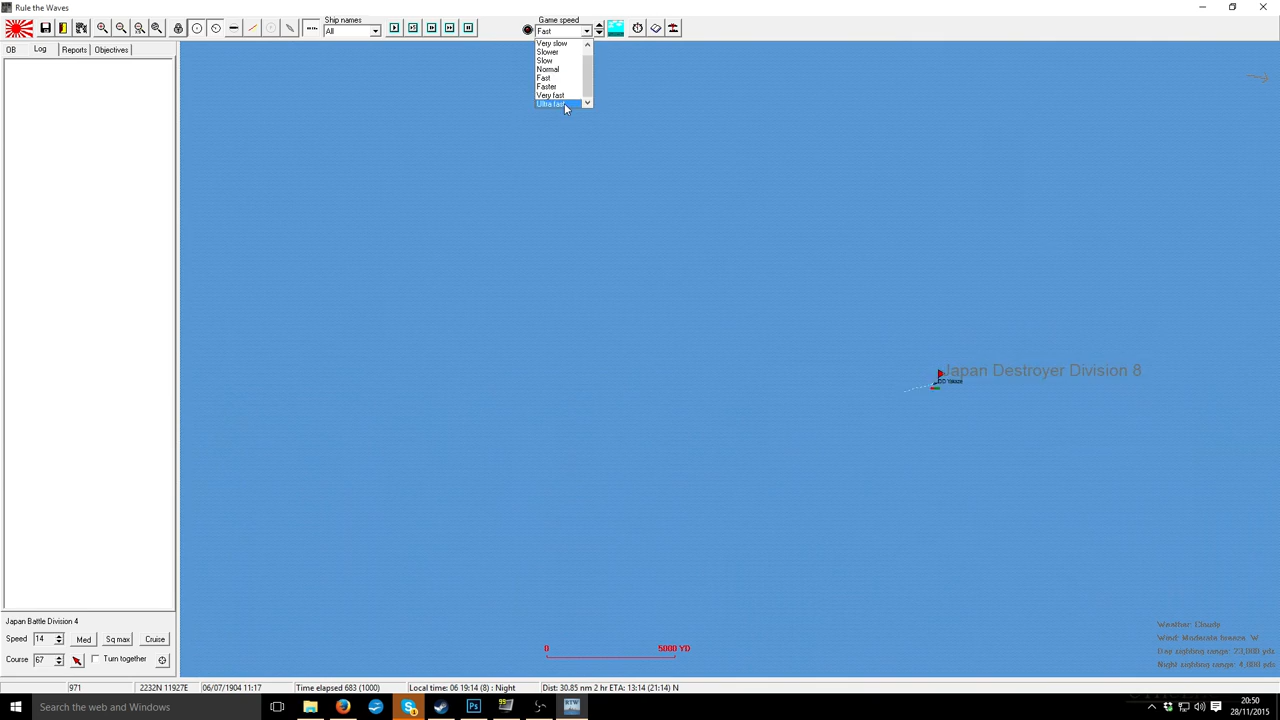 Rule the Waves
Ship names
All
Game speed
Fast
Very slow
Slower
Slow
Normal
Fast
Faster
Very fast
Ultra fast
OB
Log
Reports
Objectives
Japan Destroyer Division 8
0
5000 YD
Weather: Cloudy
Wind: Moderate breeze, W
Day sighting range: 23,000 yds
Night sighting range: 4,000 yds
Japan Battle Division 4
Speed 14 Med Sq max Cruise
Course 67 Turn together
971
2232N 11927E
06/07/1904 11:17
Time elapsed 683 (1000)
Local time: 06:19:14 (8) : Night
Dist: 30.85 nm 2 hr ETA: 13:14 (21:14) N
Search the web and Windows
RTW
20:50
28/11/2015